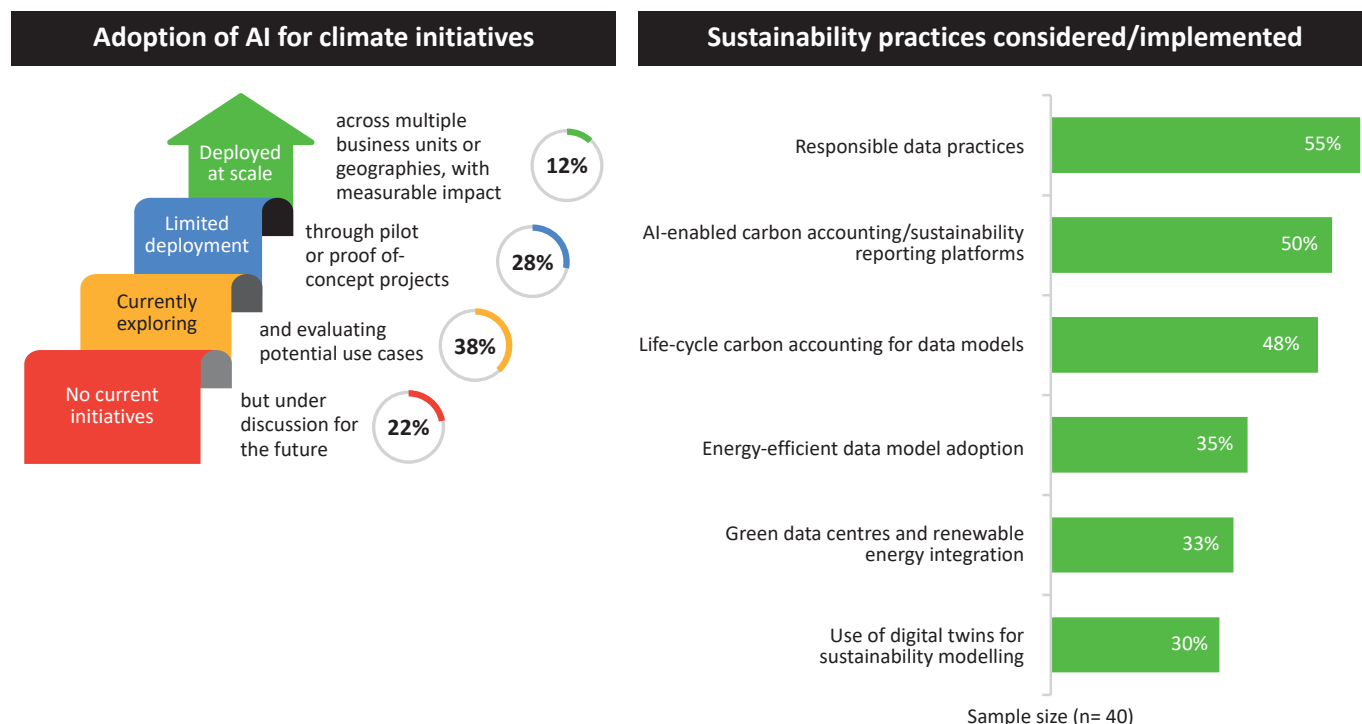 Adoption of AI for climate initiatives
Deployed
at scale
across multiple
business units or
geographies, with
measurable impact
12%
Limited
deployment
through pilot
or proof of-
concept projects
28%
Currently
exploring
and evaluating
potential use cases
38%
No current
initiatives
but under
discussion for
the future
22%
Sustainability practices considered/implemented
Responsible data practices
55%
AI-enabled carbon accounting/sustainability
reporting platforms
50%
Life-cycle carbon accounting for data models
48%
Energy-efficient data model adoption
35%
Green data centres and renewable
energy integration
33%
Use of digital twins for
sustainability modelling
30%
Sample size (n= 40)